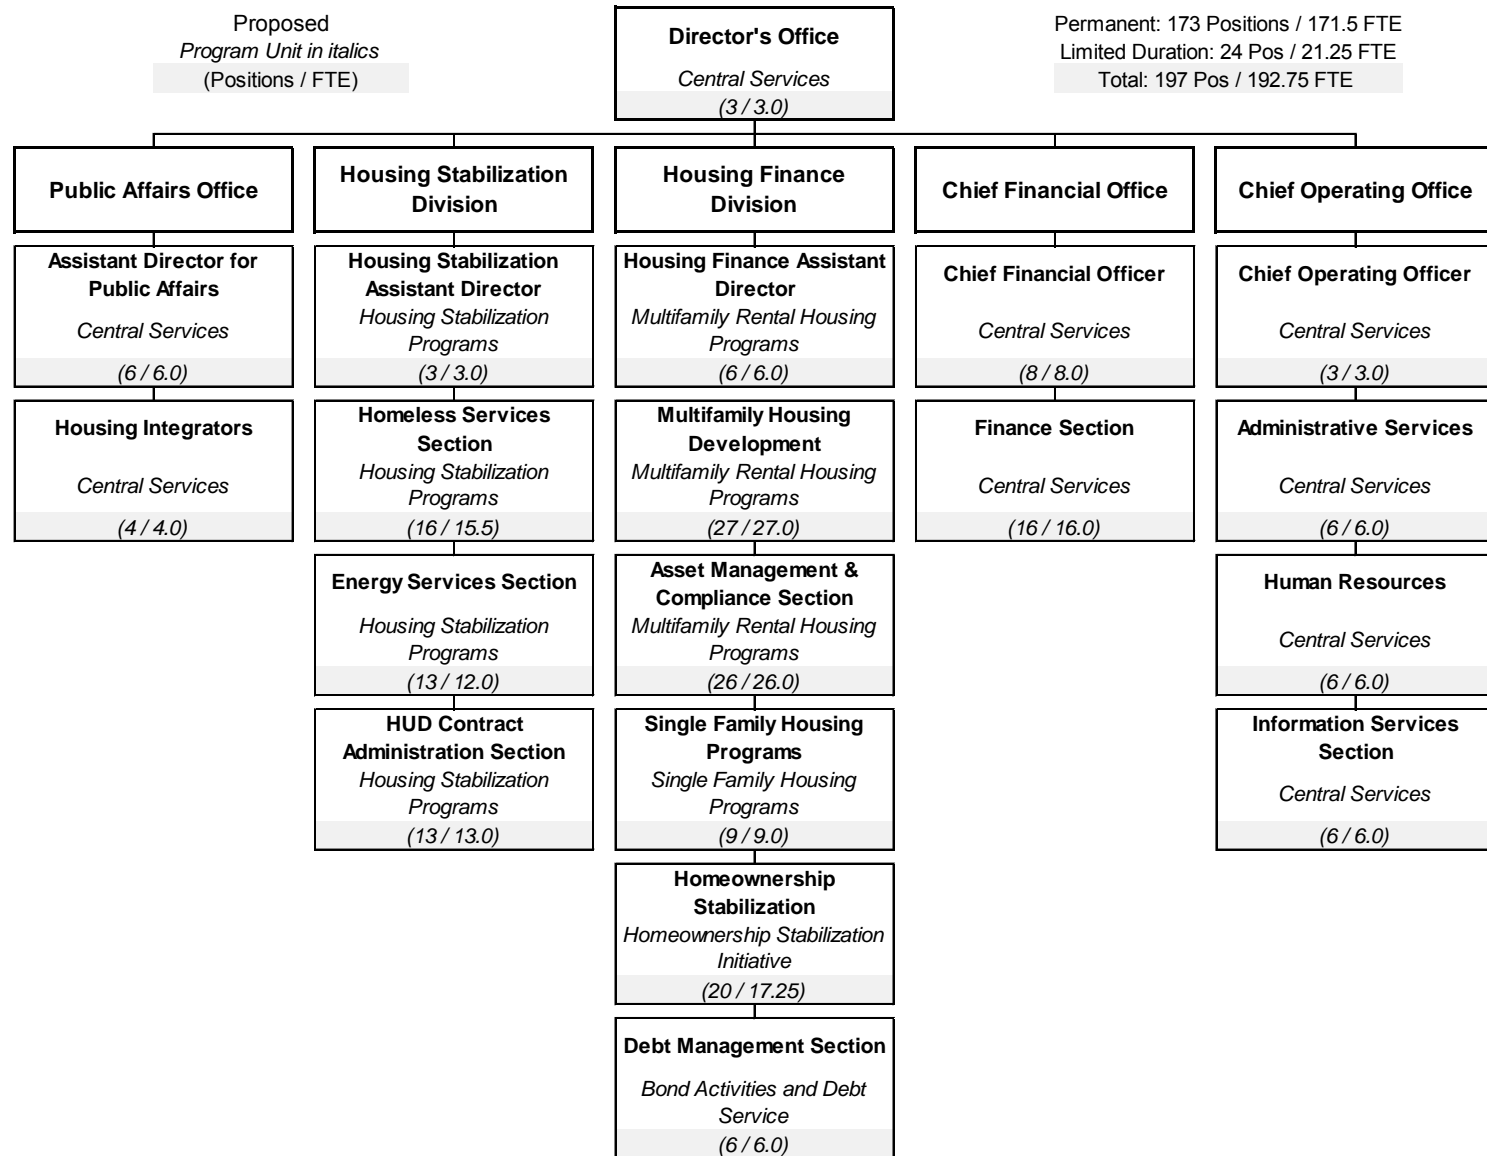 Proposed
Program Unit in italics
(Positions / FTE)
Director's Office
Central Services
(3 / 3.0)
Permanent: 173 Positions / 171.5 FTE
Limited Duration: 24 Pos / 21.25 FTE
Total: 197 Pos / 192.75 FTE
Public Affairs Office
Assistant Director for
Public Affairs
Central Services
(6 / 6.0)
Housing Integrators
Central Services
(4 / 4.0)
Housing Stabilization
Division
Housing Stabilization
Assistant Director
Housing Stabilization
Programs
(3 / 3.0)
Homeless Services
Section
Housing Stabilization
Programs
(16 / 15.5)
Energy Services Section
Housing Stabilization
Programs
(13 / 12.0)
HUD Contract
Administration Section
Housing Stabilization
Programs
(13 / 13.0)
Housing Finance
Division
Housing Finance Assistant
Director
Multifamily Rental Housing
Programs
(6 / 6.0)
Multifamily Housing
Development
Multifamily Rental Housing
Programs
(27 / 27.0)
Asset Management &
Compliance Section
Multifamily Rental Housing
Programs
(26 / 26.0)
Single Family Housing
Programs
Single Family Housing
Programs
(9 / 9.0)
Homeownership
Stabilization
Homeownership Stabilization
Initiative
(20 / 17.25)
Debt Management Section
Bond Activities and Debt
Service
(6 / 6.0)
Chief Financial Office
Chief Financial Officer
Central Services
(8 / 8.0)
Finance Section
Central Services
(16 / 16.0)
Chief Operating Office
Chief Operating Officer
Central Services
(3 / 3.0)
Administrative Services
Central Services
(6 / 6.0)
Human Resources
Central Services
(6 / 6.0)
Information Services
Section
Central Services
(6 / 6.0)